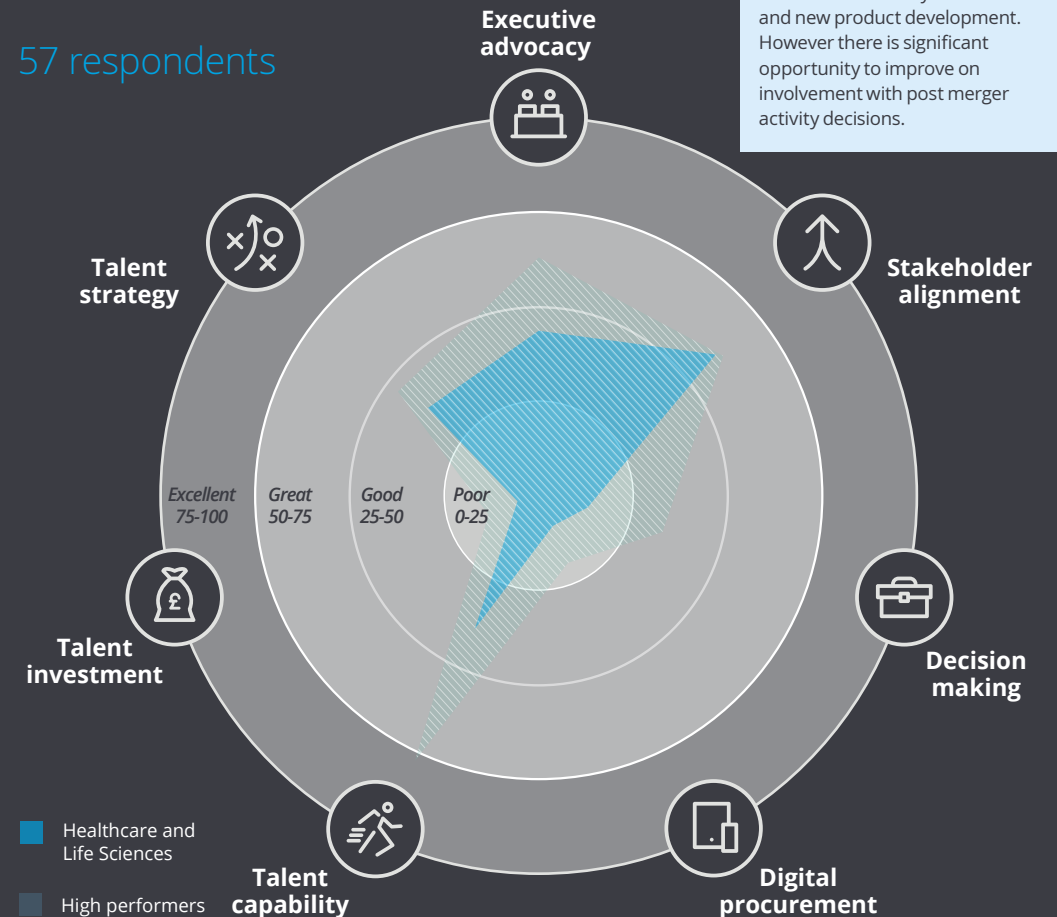 57 respondents
Executive
advocacy
and new product development.
However there is significant
opportunity to improve on
involvement with post merger
activity decisions.
Talent
strategy
Stakeholder
alignment
Excellent
75-100
Great
50-75
Good
25-50
Poor
0-25
£
Talent
investment
Decision
making
Healthcare and
Life Sciences
High performers
Talent
capability
Digital
procurement